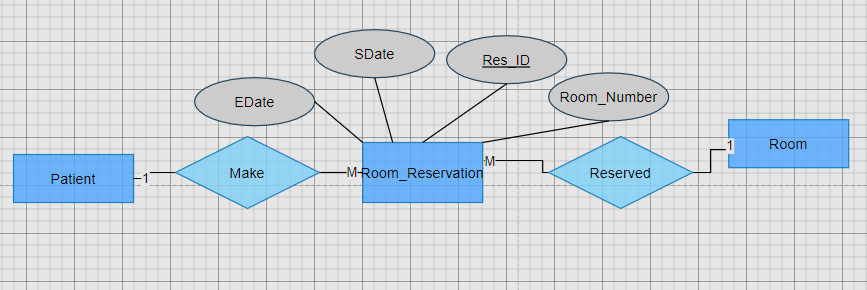 SDate
Res_ID
EDate
Room_Number
Patient
1
Make
M
Room_Reservation
M
Reserved
1
Room